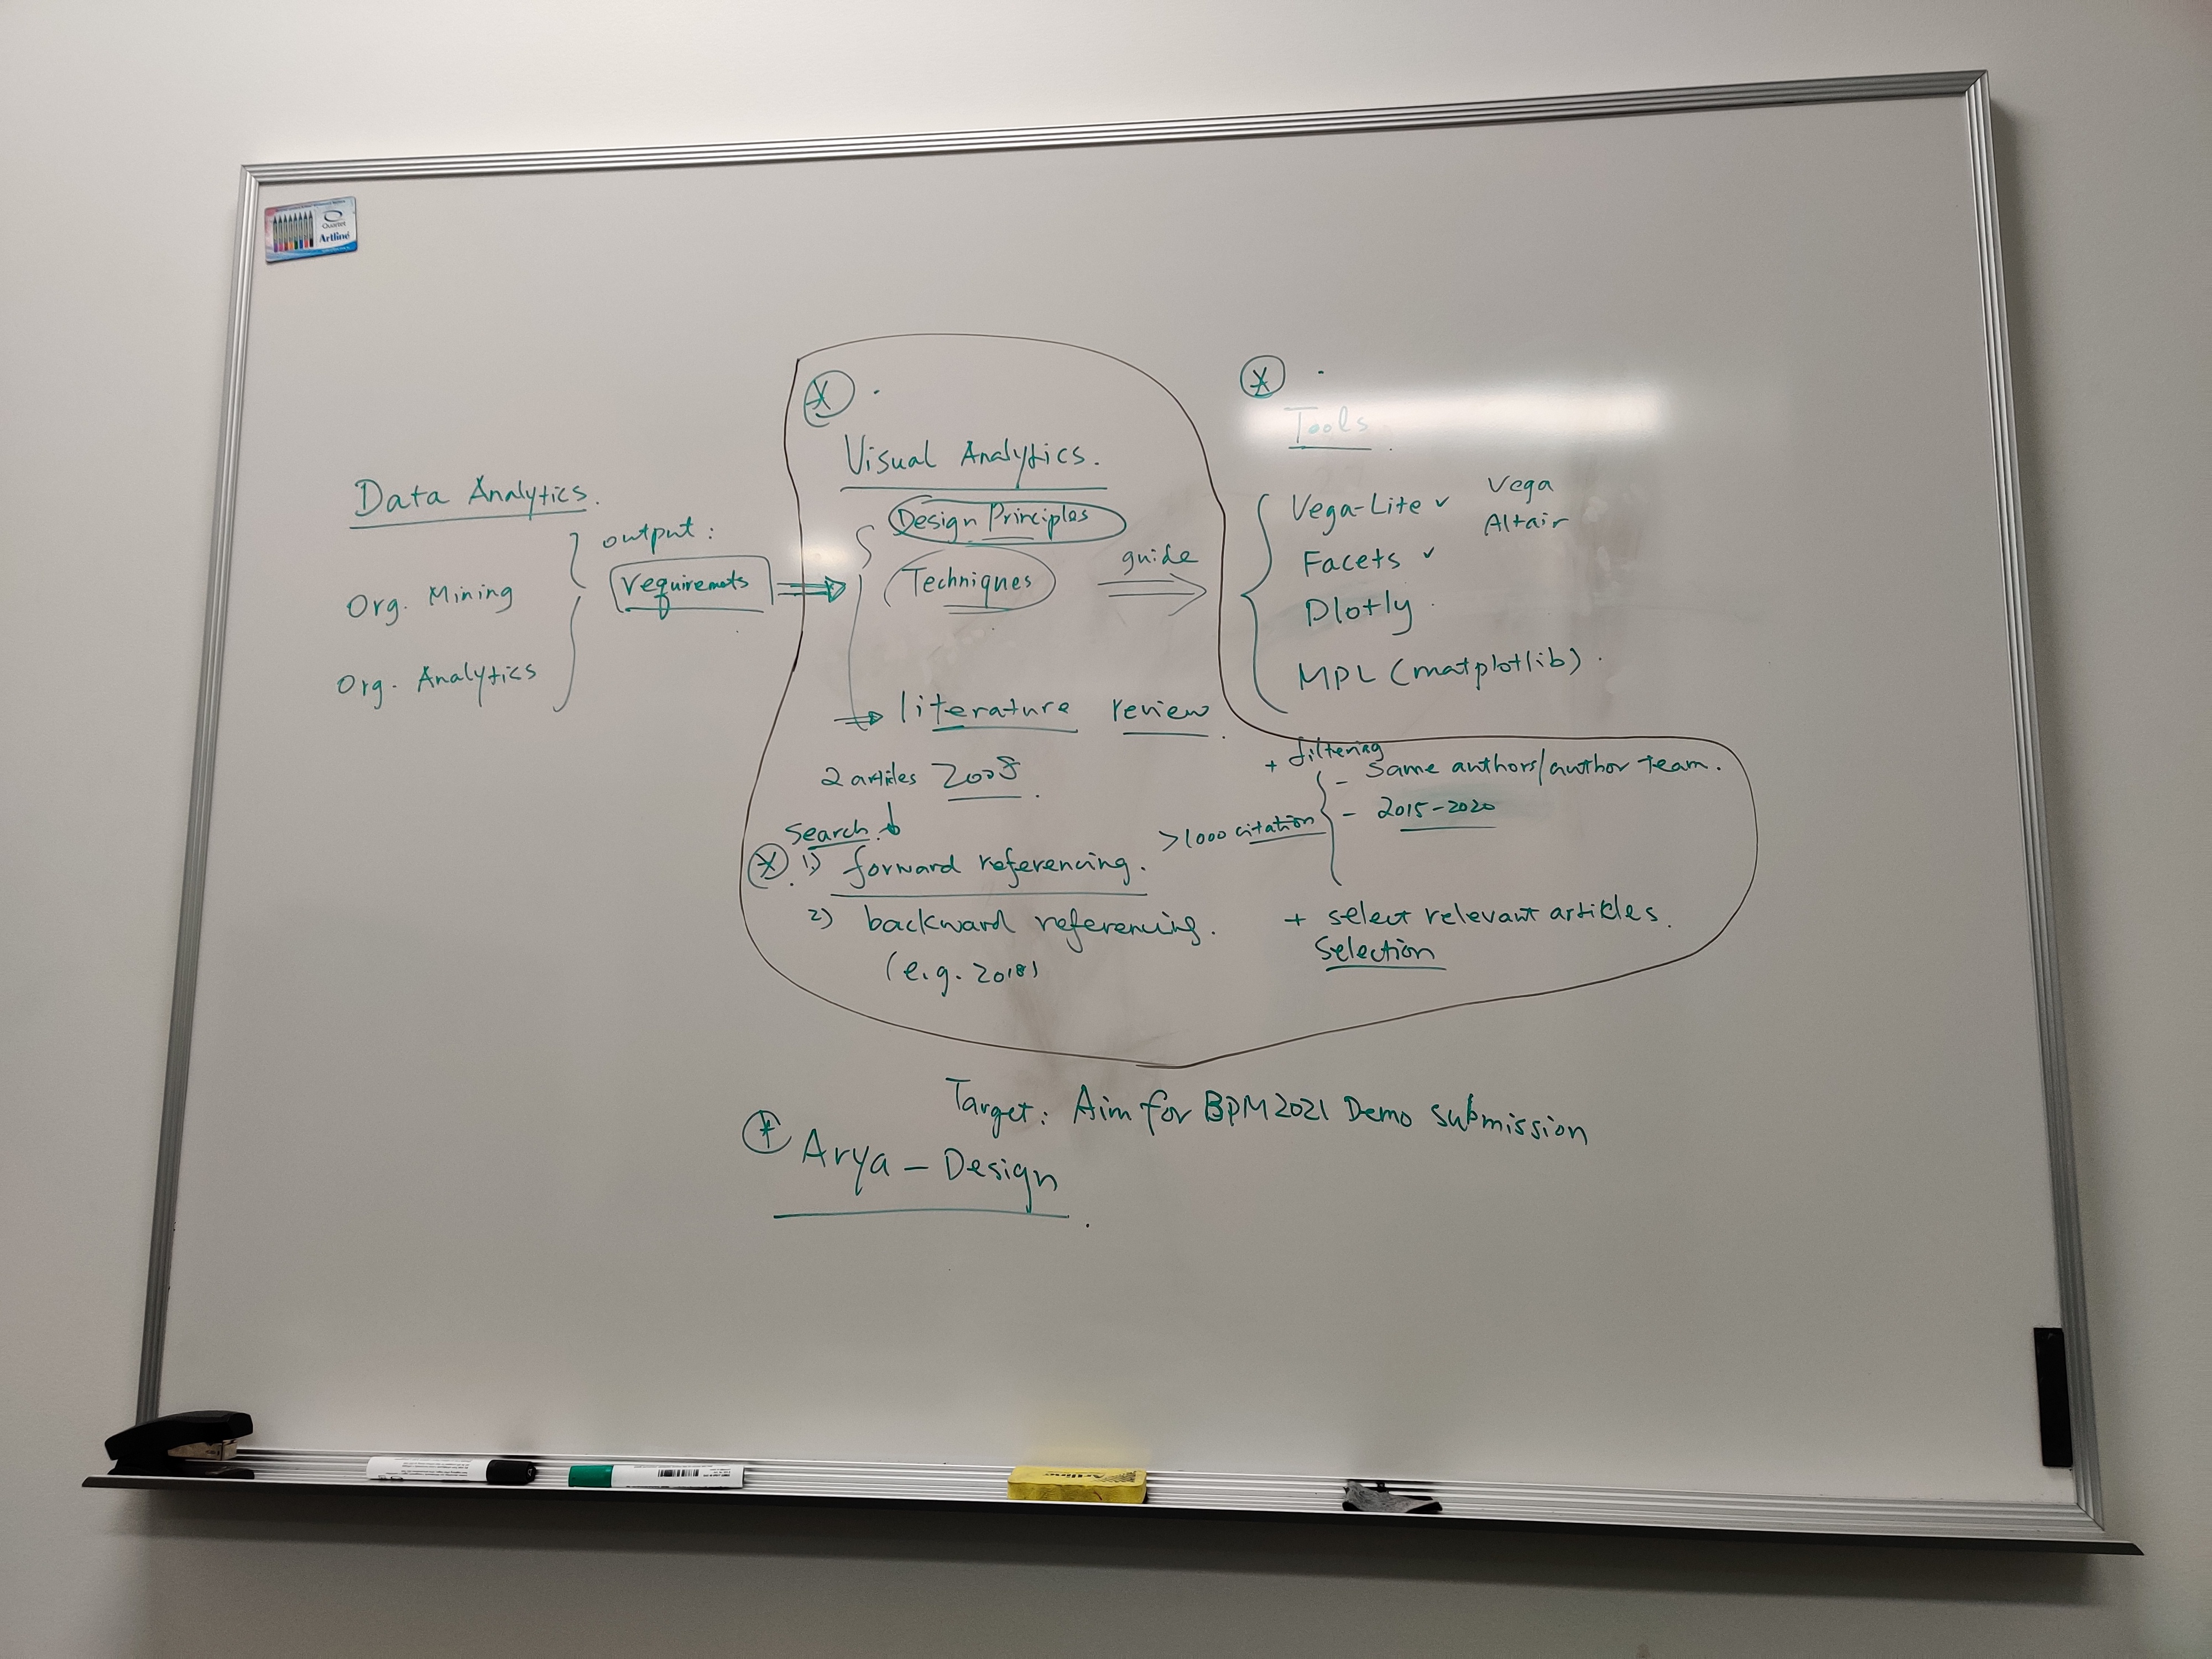 Quartet
Artline
Data Analytics.
Org. Mining
Org. Analytics
output:
requiremets
Visual Analytics.
Design Principles
Techniques
guide
literature review.
2 articles 2008.
Search.
1) forward referencing.
2) backward referencing.
(e.g. 2018)
Tools.
Vega-Lite ✓ Vega
Altair
Facets ✓
Plotly.
MPL (matplotlib).
+ filtering
- Same authors/author team.
>1000 citation
- 2015-2020
+ select relevant articles.
Selection
Target: Aim for BPM2021 Demo submission
Arya - Design.
Artline